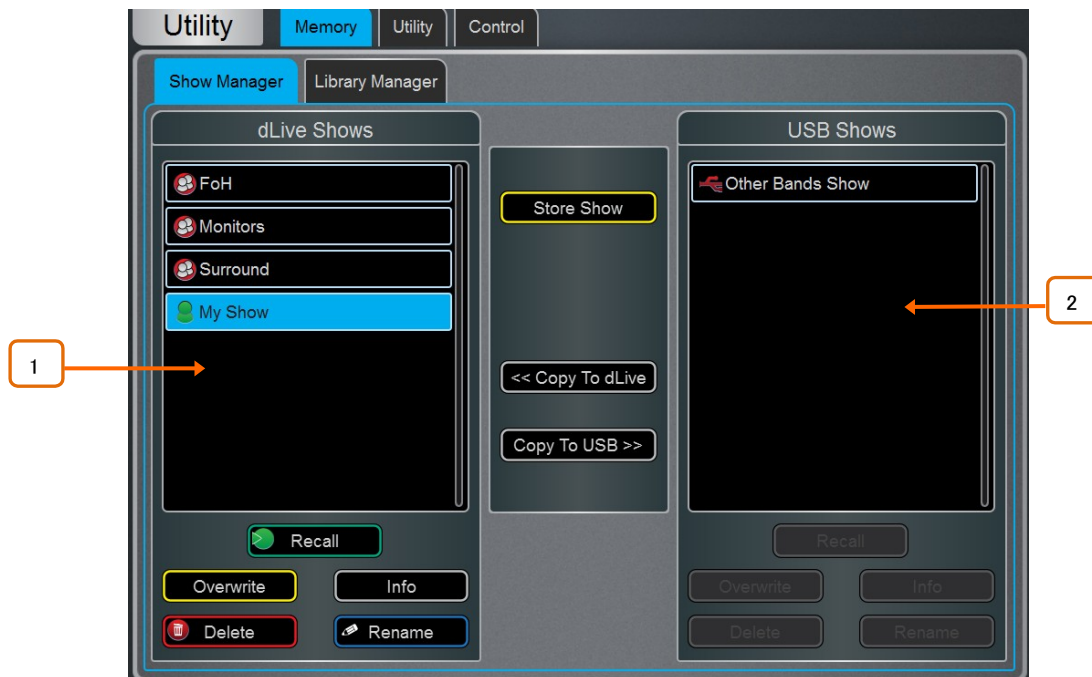 Utility
Memory
Utility
Control
Show Manager
Library Manager
dLive Shows
FoH
Monitors
Surround
My Show
Recall
Overwrite
Info
Delete
Rename
Store Show
<< Copy To dLive
Copy To USB >>
USB Shows
Other Bands Show
Recall
Overwrite
Info
Delete
Rename
1
2